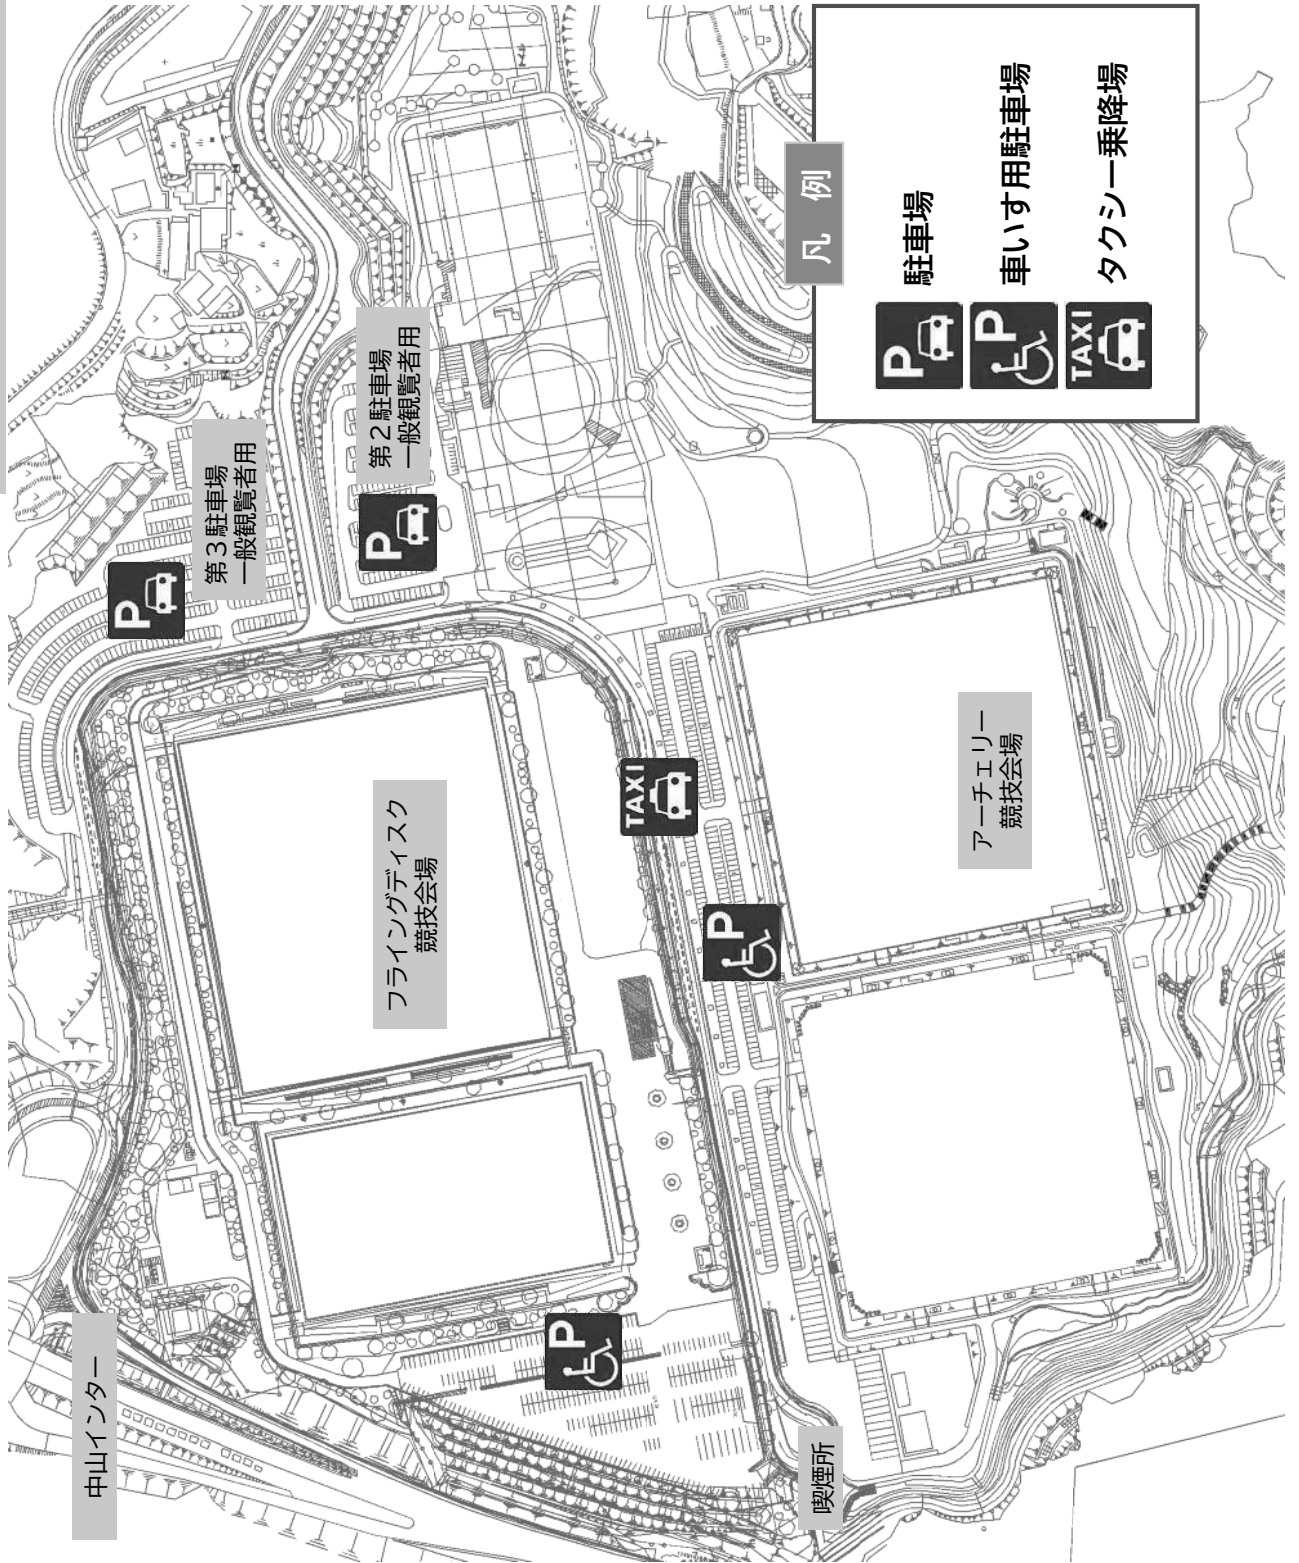 中山インター
第３駐車場
一般観覧者用
P
第２駐車場
一般観覧者用
P
フライングディスク
競技会場
TAXI
P
P
アーチェリー
競技会場
喫煙所
凡 例
P
駐車場
P
車いす用駐車場
TAXI
タクシー乗降場